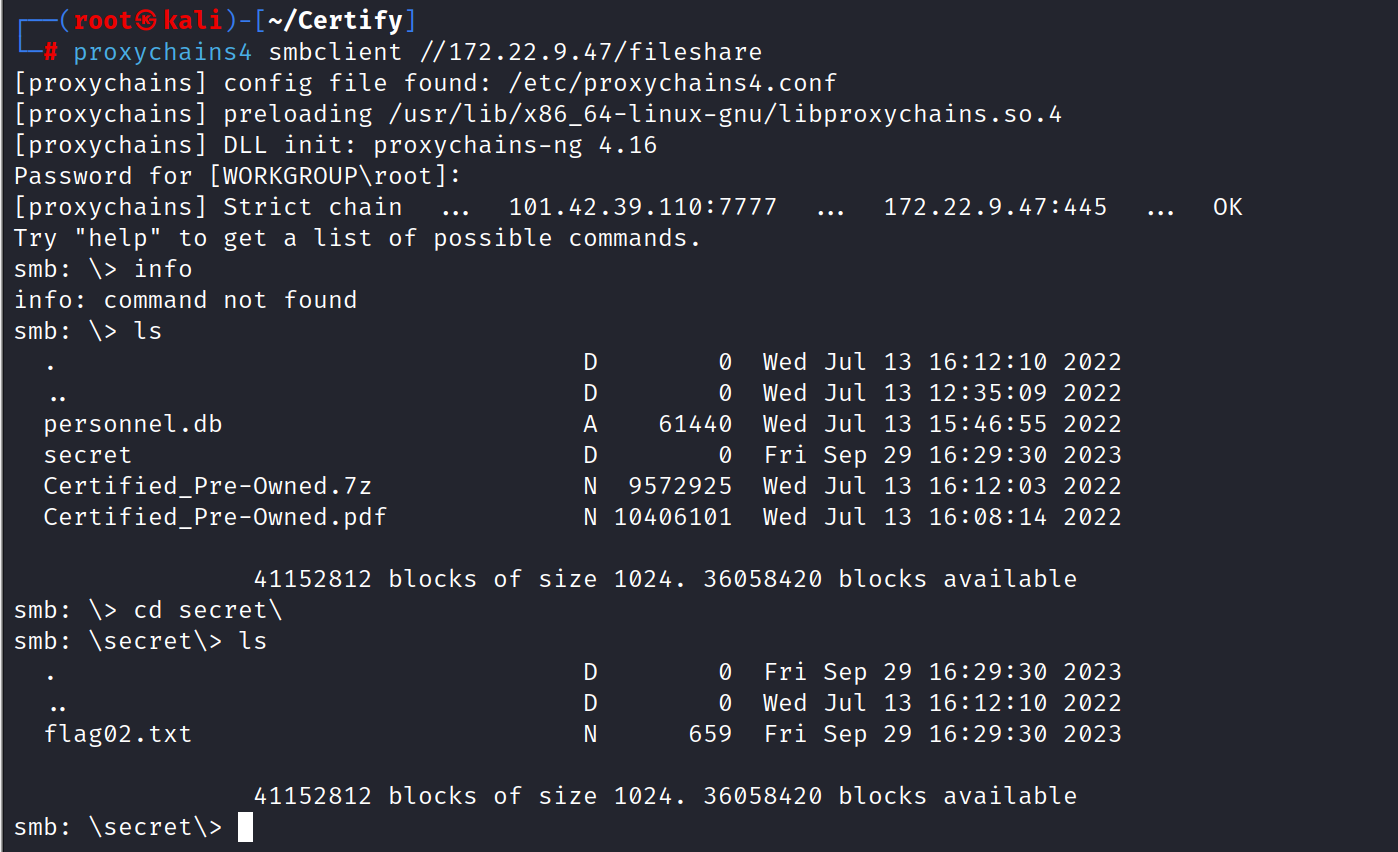 ┌──(root㉿kali)-[~/Certify]
└─# proxychains4 smbclient //172.22.9.47/fileshare
[proxychains] config file found: /etc/proxychains4.conf
[proxychains] preloading /usr/lib/x86_64-linux-gnu/libproxychains.so.4
[proxychains] DLL init: proxychains-ng 4.16
Password for [WORKGROUP\root]:
[proxychains] Strict chain  ...  101.42.39.110:7777  ...  172.22.9.47:445  ...  OK
Try "help" to get a list of possible commands.
smb: \> info
info: command not found
smb: \> ls
  .                                   D        0  Wed Jul 13 16:12:10 2022
  ..                                  D        0  Wed Jul 13 12:35:09 2022
  personnel.db                        A    61440  Wed Jul 13 15:46:55 2022
  secret                              D        0  Fri Sep 29 16:29:30 2023
  Certified_Pre-Owned.7z              N  9572925  Wed Jul 13 16:12:03 2022
  Certified_Pre-Owned.pdf             N 10406101  Wed Jul 13 16:08:14 2022
                41152812 blocks of size 1024. 36058420 blocks available
smb: \> cd secret\
smb: \secret\> ls
  .                                   D        0  Fri Sep 29 16:29:30 2023
  ..                                  D        0  Wed Jul 13 16:12:10 2022
  flag02.txt                          N      659  Fri Sep 29 16:29:30 2023
                41152812 blocks of size 1024. 36058420 blocks available
smb: \secret\>